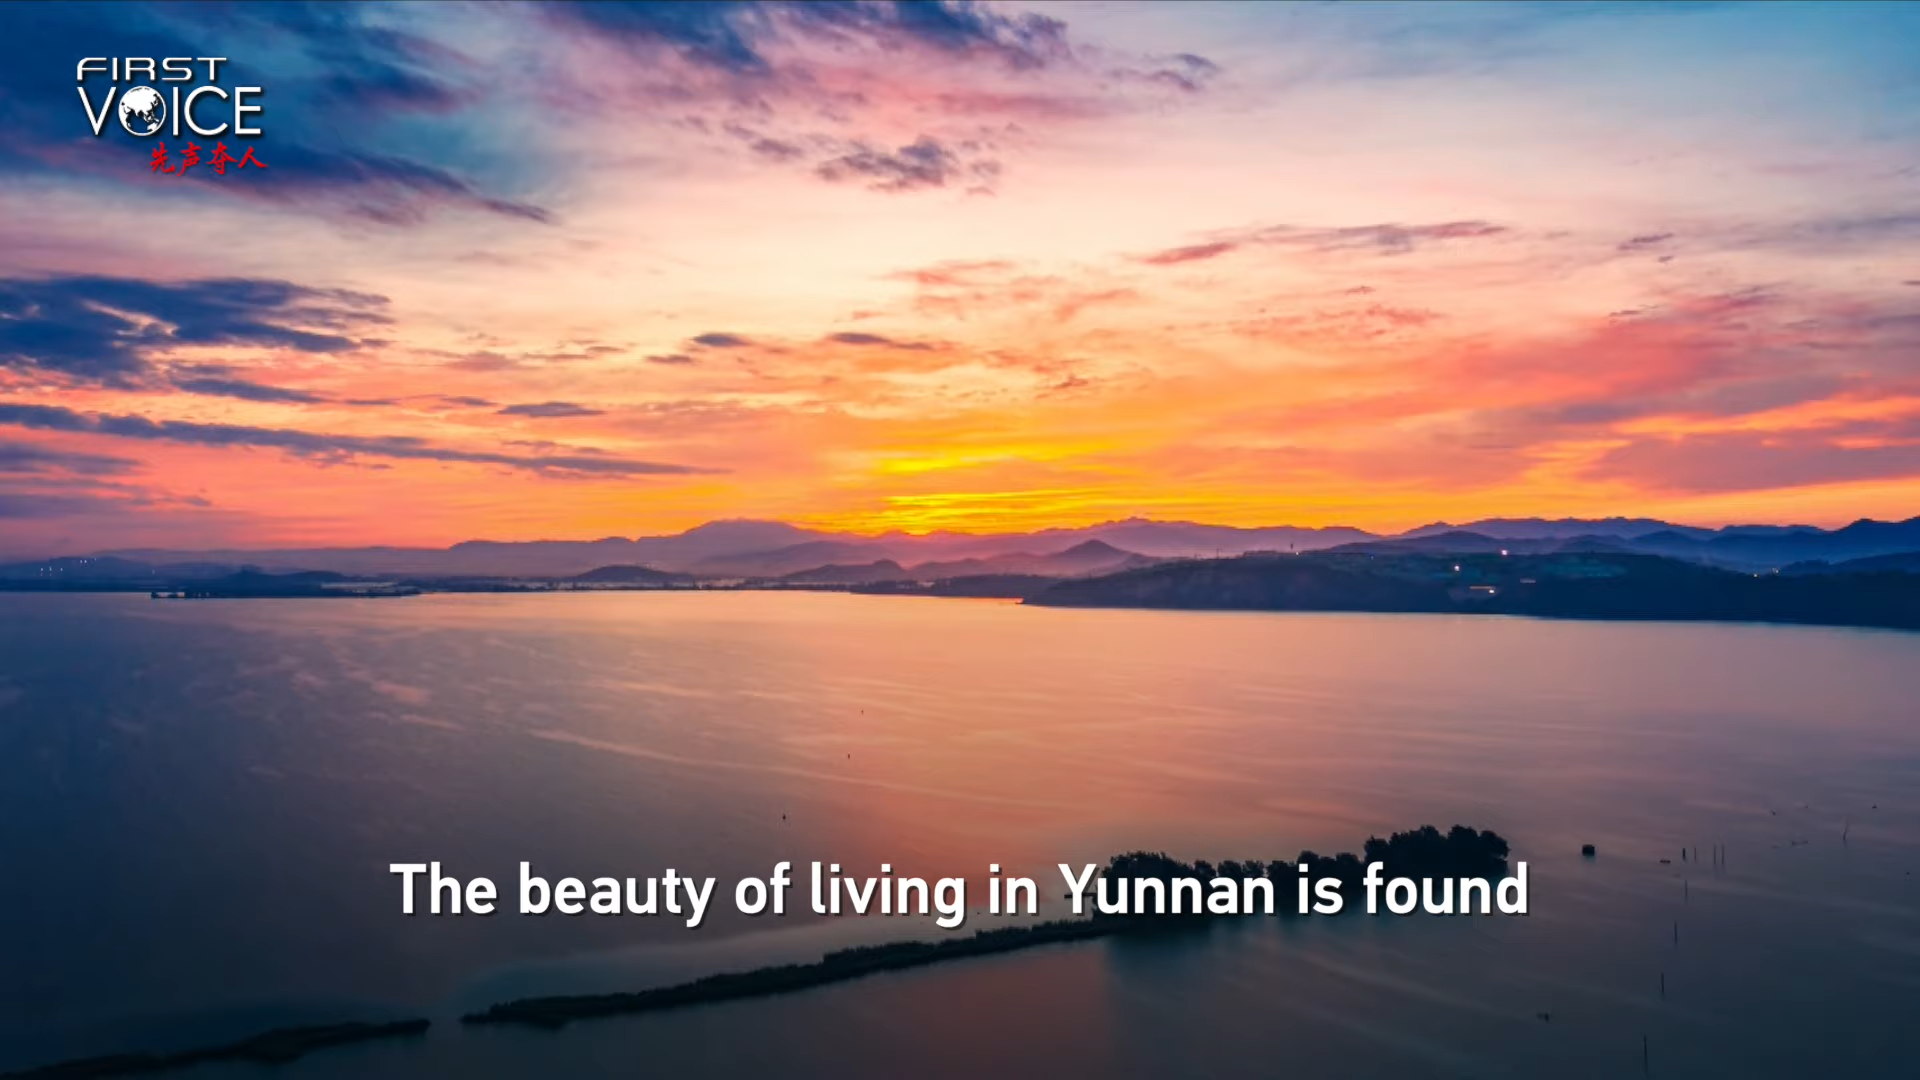 FIRST
VOICE
先声夺人
The beauty of living in Yunnan is found